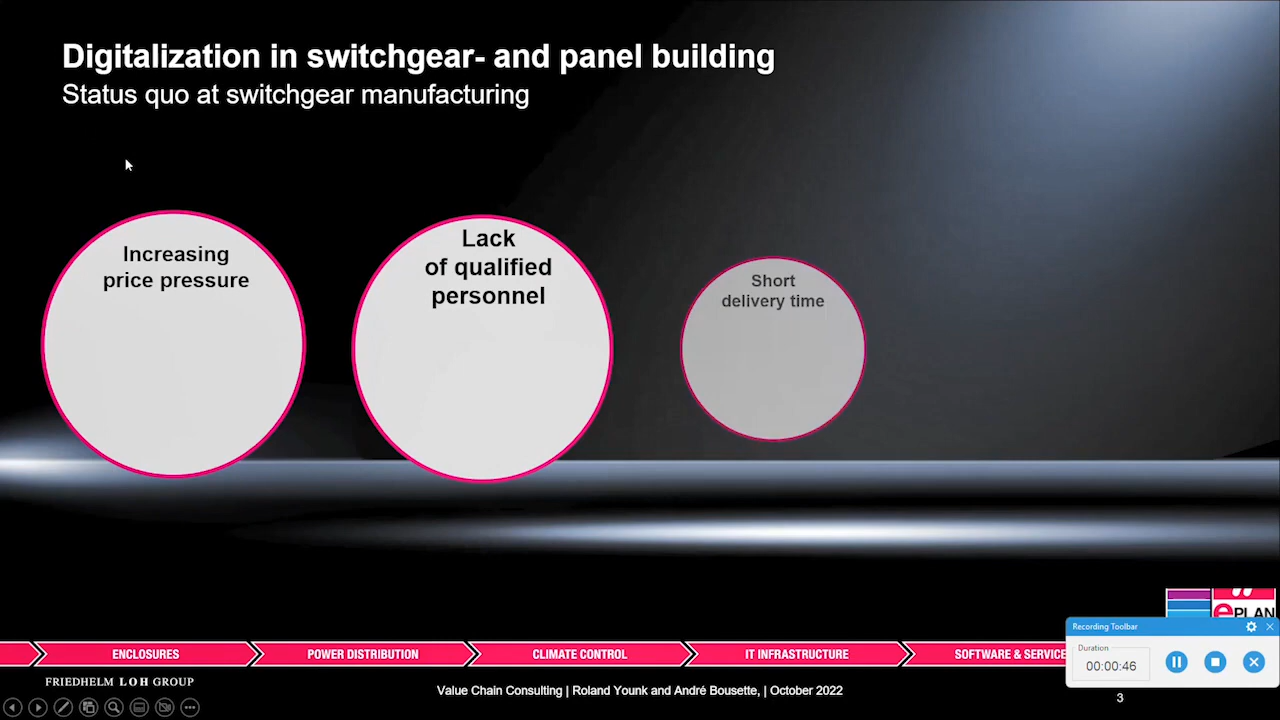 Digitalization in switchgear- and panel building
Status quo at switchgear manufacturing
Increasing
price pressure
Lack
of qualified
personnel
Short
delivery time
ePLAN
Recording Toolbar
Duration
00:00:46
ENCLOSURES
POWER DISTRIBUTION
CLIMATE CONTROL
IT INFRASTRUCTURE
SOFTWARE & SERVICE
FRIEDHELM LOH GROUP
Value Chain Consulting | Roland Younk and André Bousette, | October 2022
3